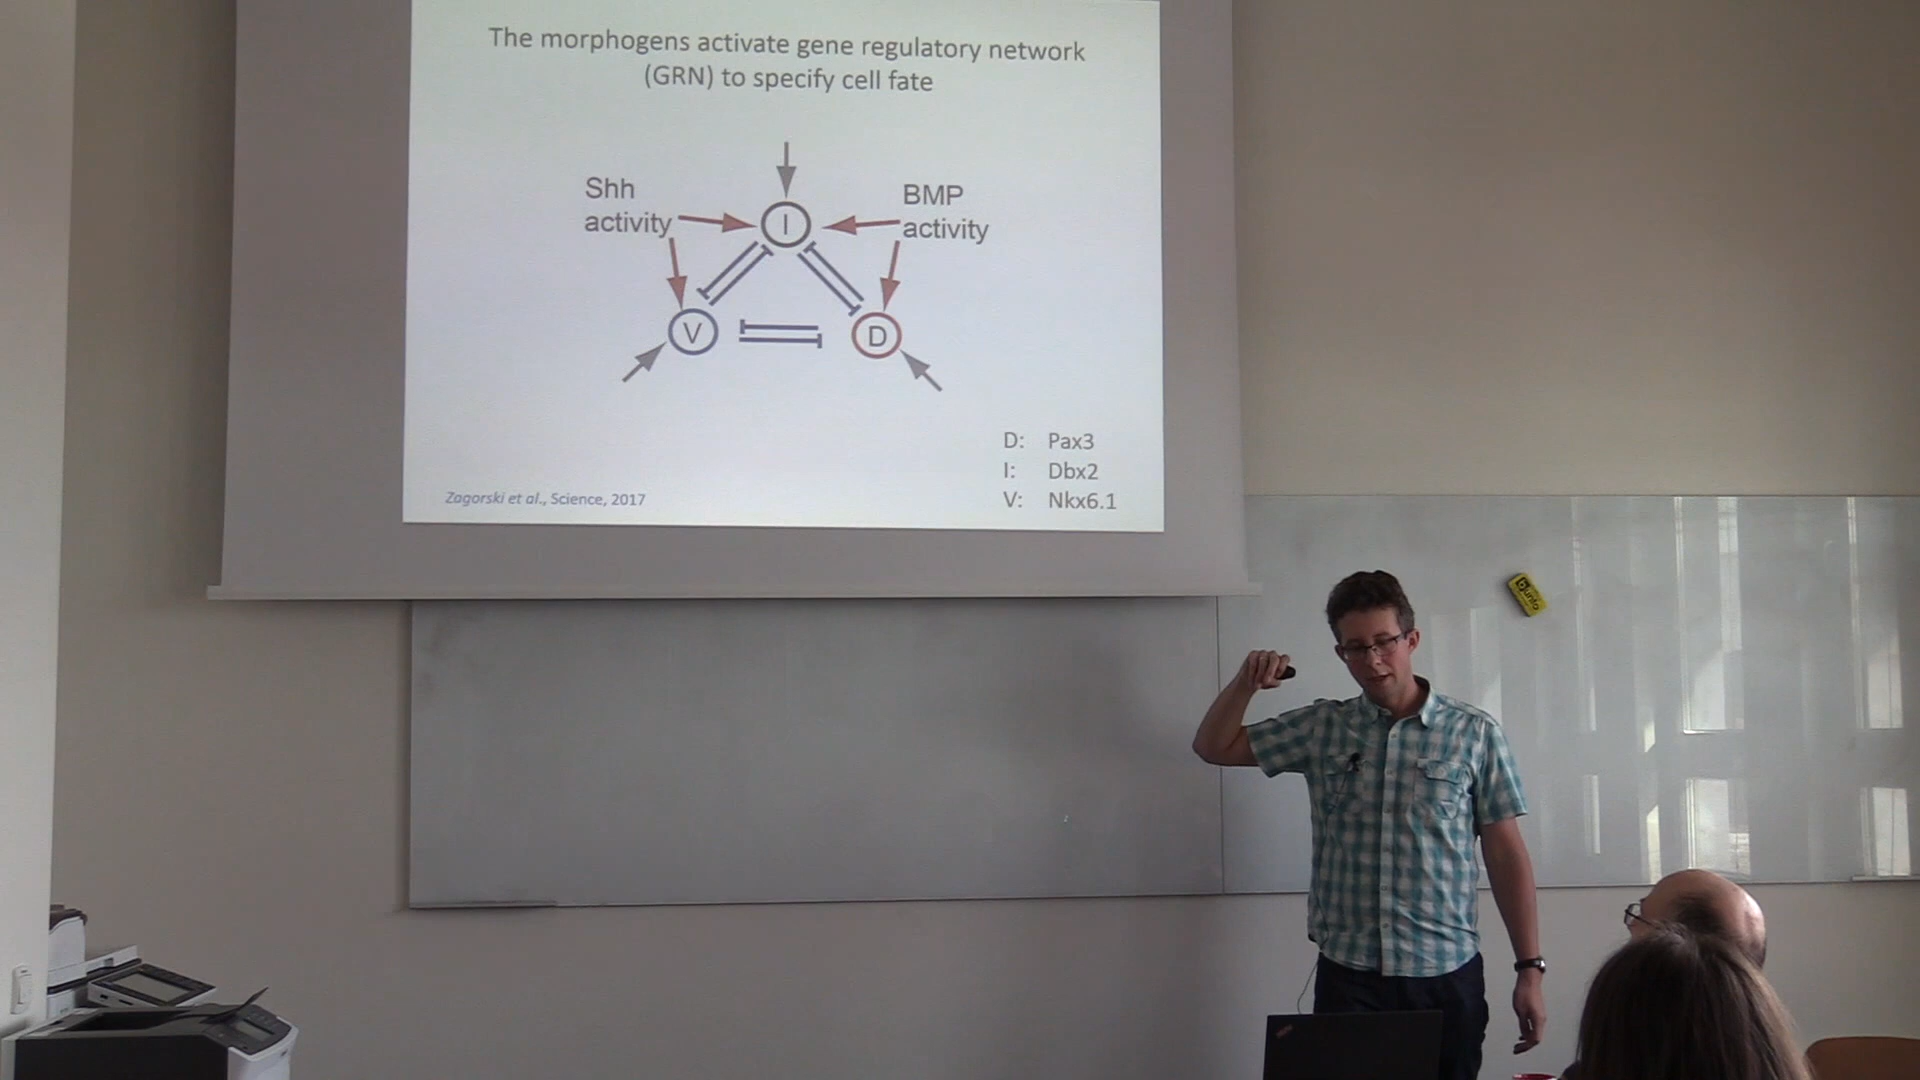 The morphogens activate gene regulatory network
(GRN) to specify cell fate
Shh
activity
BMP
activity
I
V
D
D: Pax3
I: Dbx2
V: Nkx6.1
Zagorski et al., Science, 2017